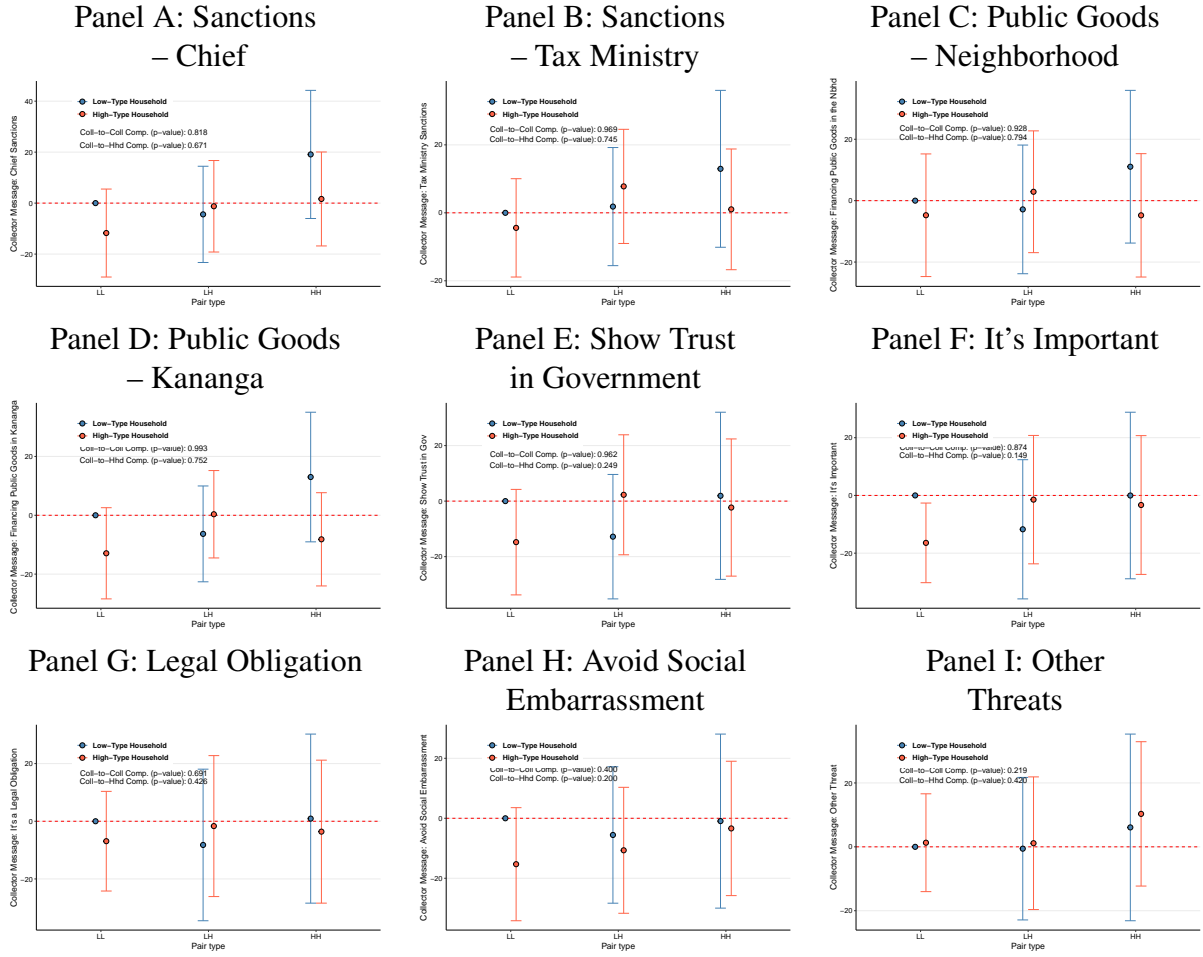 Panel A: Sanctions
– Chief
Collector Message: Chief Sanctions
40
20
0
−20
Low−Type Household
High−Type Household
Coll−to−Coll Comp. (p−value): 0.818
Coll−to−Hhd Comp. (p−value): 0.671
LL
LH
HH
Pair type
Panel B: Sanctions
– Tax Ministry
Collector Message: Tax Ministry Sanctions
20
0
−20
Low−Type Household
High−Type Household
Coll−to−Coll Comp. (p−value): 0.969
Coll−to−Hhd Comp. (p−value): 0.745
LL
LH
HH
Pair type
Panel C: Public Goods
– Neighborhood
Collector Message: Financing Public Goods in the Nbhd
20
0
−20
Low−Type Household
High−Type Household
Coll−to−Coll Comp. (p−value): 0.928
Coll−to−Hhd Comp. (p−value): 0.794
LL
LH
HH
Pair type
Panel D: Public Goods
– Kananga
Collector Message: Financing Public Goods in Kananga
20
0
−20
Low−Type Household
High−Type Household
Coll−to−Coll Comp. (p−value): 0.993
Coll−to−Hhd Comp. (p−value): 0.752
LL
LH
HH
Pair type
Panel E: Show Trust
in Government
Collector Message: Show Trust in Gov
20
0
−20
Low−Type Household
High−Type Household
Coll−to−Coll Comp. (p−value): 0.962
Coll−to−Hhd Comp. (p−value): 0.249
LL
LH
HH
Pair type
Panel F: It's Important
Collector Message: It's Important
20
0
−20
Low−Type Household
High−Type Household
Coll−to−Coll Comp. (p−value): 0.874
Coll−to−Hhd Comp. (p−value): 0.149
LL
LH
HH
Pair type
Panel G: Legal Obligation
Collector Message: It's a Legal Obligation
20
0
−20
Low−Type Household
High−Type Household
Coll−to−Coll Comp. (p−value): 0.691
Coll−to−Hhd Comp. (p−value): 0.426
LL
LH
HH
Pair type
Panel H: Avoid Social
Embarrassment
Collector Message: Avoid Social Embarrassment
20
0
−20
Low−Type Household
High−Type Household
Coll−to−Coll Comp. (p−value): 0.400
Coll−to−Hhd Comp. (p−value): 0.200
LL
LH
HH
Pair type
Panel I: Other
Threats
Collector Message: Other Threat
20
0
−20
Low−Type Household
High−Type Household
Coll−to−Coll Comp. (p−value): 0.219
Coll−to−Hhd Comp. (p−value): 0.420
LL
LH
HH
Pair type